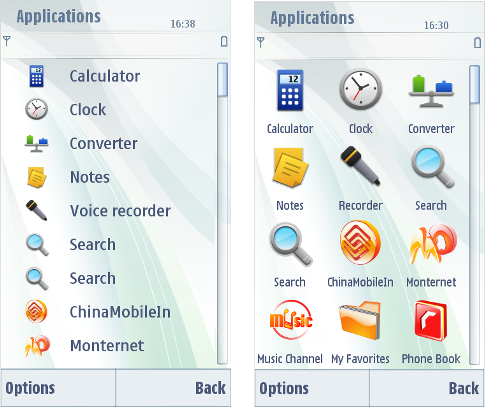 Applications
16:38
Calculator
Clock
Converter
Notes
Voice recorder
Search
Search
ChinaMobileIn
Monternet
Options Back
Applications
16:30
12
Calculator Clock Converter
Notes Recorder Search
Search ChinaMobileIn Monternet
Music
Music Channel My Favorites Phone Book
Options Back